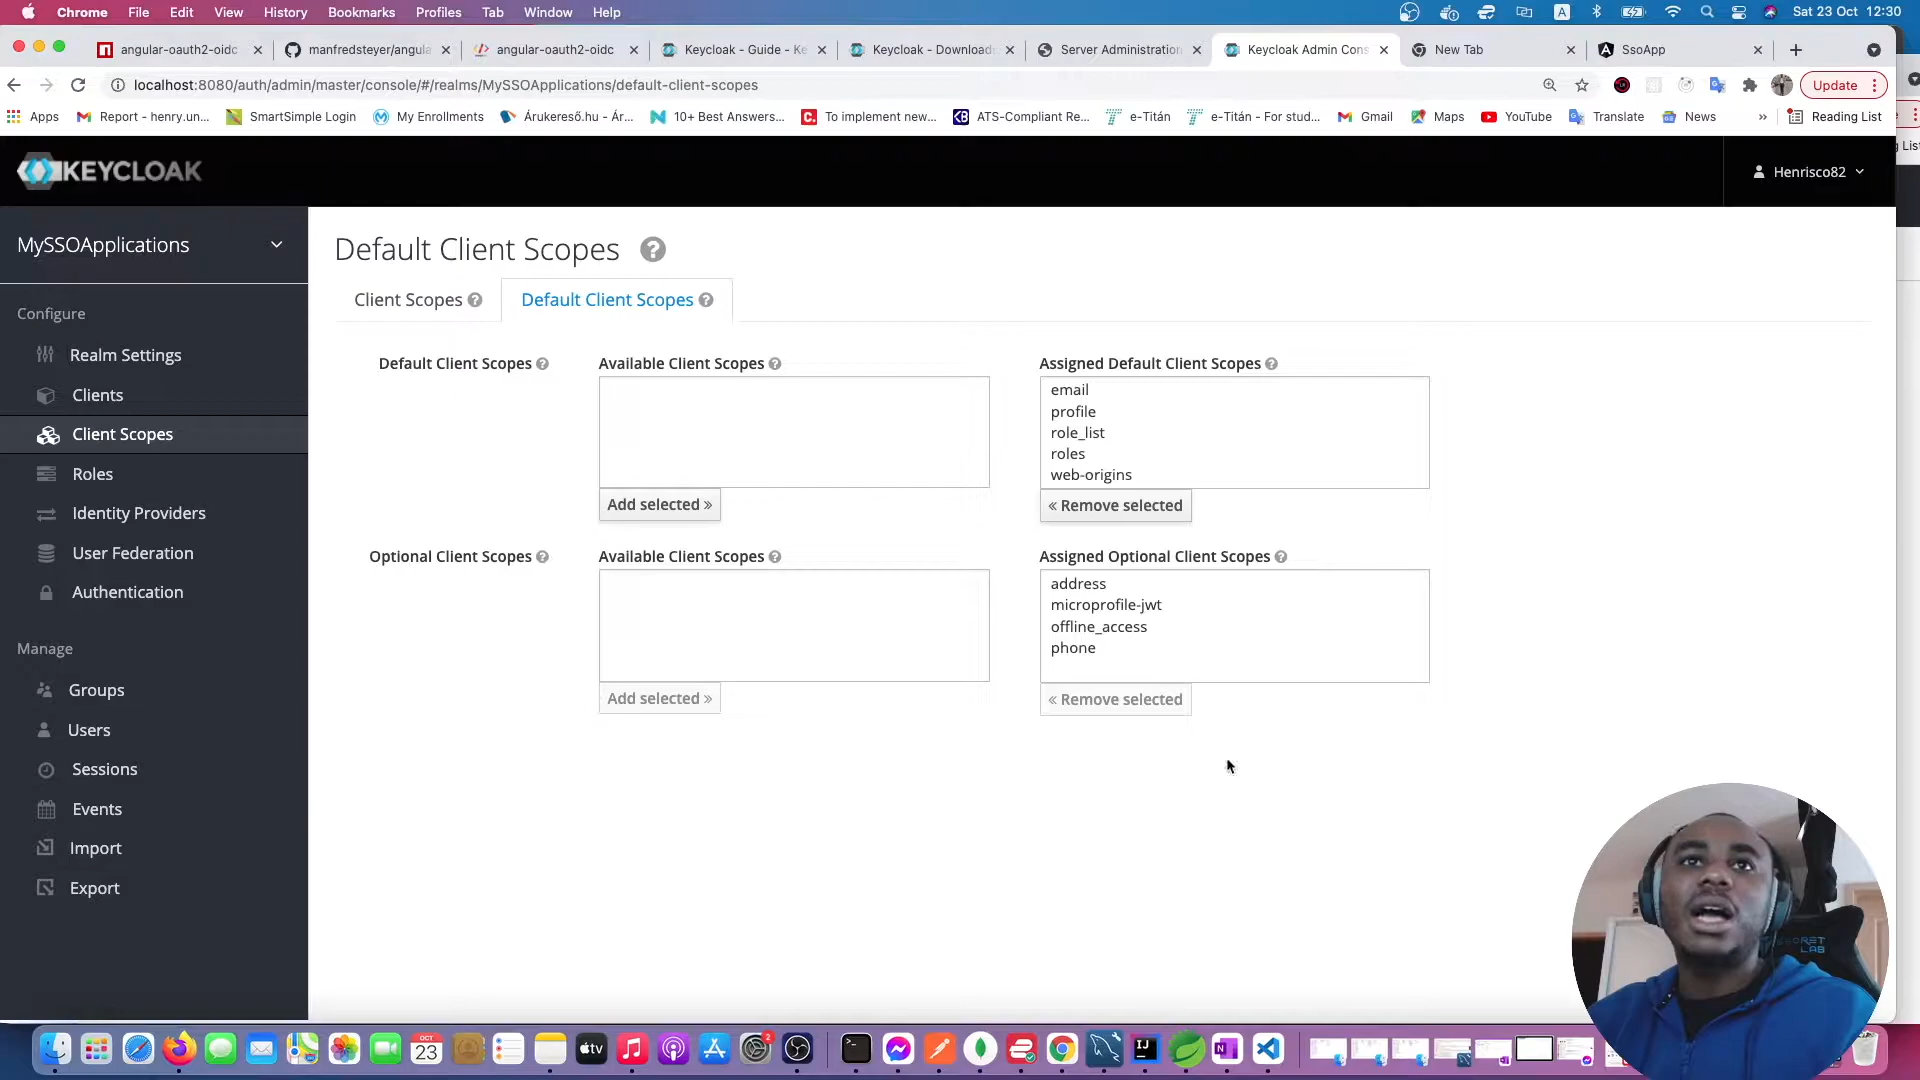 Chrome File Edit View History Bookmarks Profiles Tab Window Help A Sat 23 Oct 12:30
angular-oauth2-oidc manfredsteyer/angula angular-oauth2-oidc Keycloak - Guide - Ke Keycloak - Download Server Administration Keycloak Admin Cons New Tab SsoApp
localhost:8080/auth/admin/master/console/#/realms/MySSOApplications/default-client-scopes Update
Apps Report - henry.un... SmartSimple Login My Enrollments Árukereső.hu - Ár... 10+ Best Answers... To implement new... ATS-Compliant Re... e-Titán e-Titán - For stud... Gmail Maps YouTube Translate News » Reading List
KEYCLOAK Henrisco82
MySSOApplications
Configure
Realm Settings
Clients
Client Scopes
Roles
Identity Providers
User Federation
Authentication
Manage
Groups
Users
Sessions
Events
Import
Export
Default Client Scopes
Client Scopes Default Client Scopes
Default Client Scopes Available Client Scopes Assigned Default Client Scopes
email
profile
role_list
roles
web-origins
Add selected » « Remove selected
Optional Client Scopes Available Client Scopes Assigned Optional Client Scopes
address
microprofile-jwt
offline_access
phone
Add selected » « Remove selected
OCT
23
tv
2
IJ